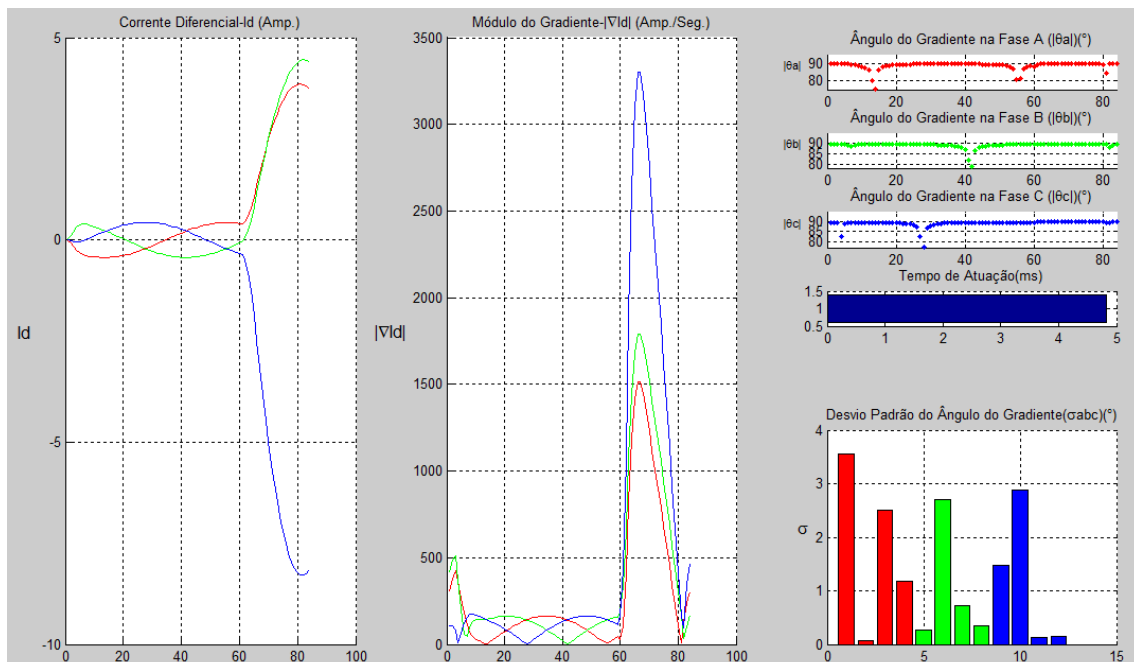 Corrente Diferencial-Id (Amp.)
5
0
-5
-10
Id
0 20 40 60 80 100
Módulo do Gradiente-|∇Id| (Amp./Seg.)
3500
3000
2500
2000
1500
1000
500
0
|∇Id|
0 20 40 60 80 100
Ângulo do Gradiente na Fase A (|θa|)(°)
|θa|
90
80
0 20 40 60 80
Ângulo do Gradiente na Fase B (|θb|)(°)
|θb|
90
85
80
0 20 40 60 80
Ângulo do Gradiente na Fase C (|θc|)(°)
|θc|
90
85
80
0 20 40 60 80
Tempo de Atuação(ms)
1.5
1
0.5
0 1 2 3 4 5
Desvio Padrão do Ângulo do Gradiente(σabc)(°)
4
3
2
1
0
σ
0 5 10 15